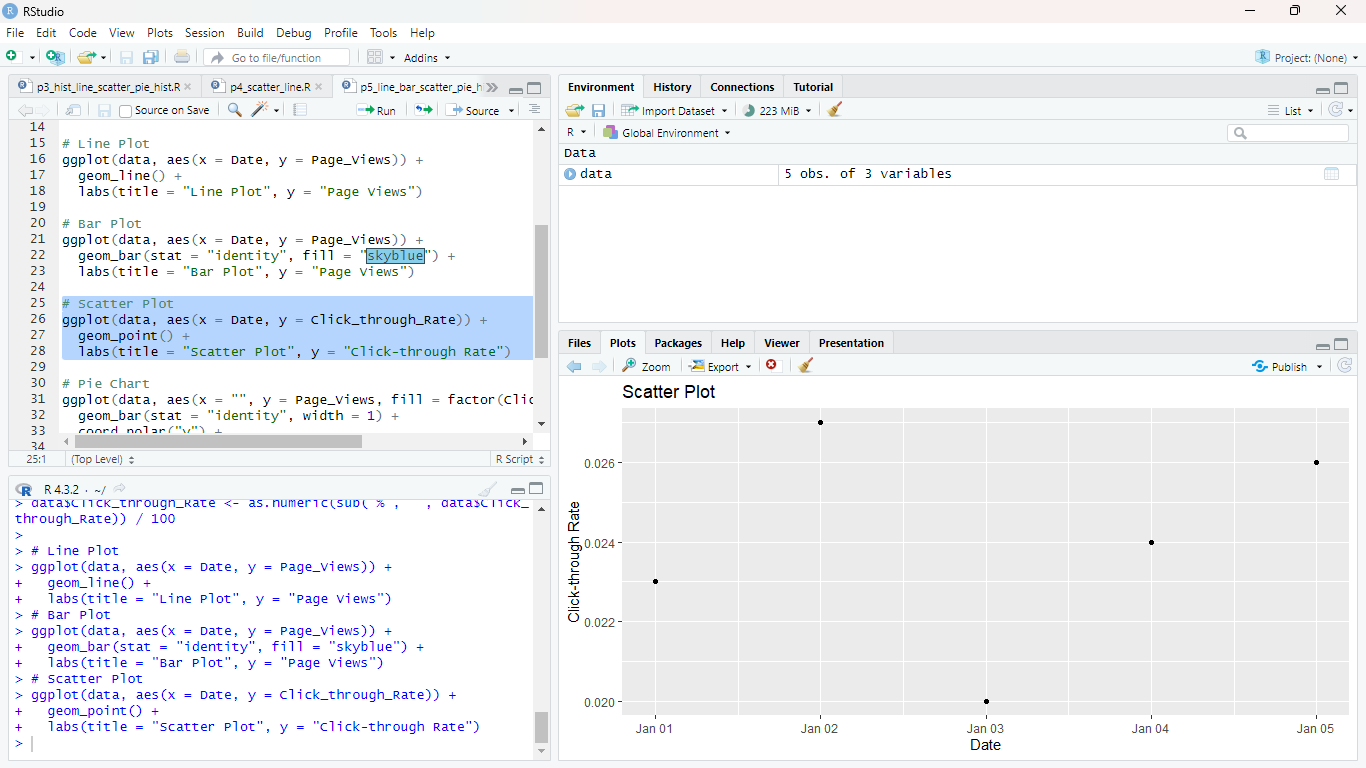 RStudio
File Edit Code View Plots Session Build Debug Profile Tools Help
Go to file/function Addins Project: (None)
p3_hist_line_scatter_pie_hist.R p4_scatter_line.R p5_line_bar_scatter_pie_h
Source on Save Run Source
14
15 # Line Plot
16 ggplot(data, aes(x = Date, y = Page_Views)) +
17 geom_line() +
18 labs(title = "Line Plot", y = "Page Views")
19
20 # Bar Plot
21 ggplot(data, aes(x = Date, y = Page_Views)) +
22 geom_bar(stat = "identity", fill = "skyblue") +
23 labs(title = "Bar Plot", y = "Page Views")
24
25 # Scatter Plot
26 ggplot(data, aes(x = Date, y = Click_through_Rate)) +
27 geom_point() +
28 labs(title = "Scatter Plot", y = "Click-through Rate")
29
30 # Pie Chart
31 ggplot(data, aes(x = "", y = Page_Views, fill = factor(Clic
32 geom_bar(stat = "identity", width = 1) +
33 coord_polar("y") +
34
25:1 (Top Level) R Script
R 4.3.2 · ~/
> data$Click_through_Rate <- as.numeric(sub("%", "", data$Click_
through_Rate)) / 100
>
> # Line Plot
> ggplot(data, aes(x = Date, y = Page_Views)) +
+ geom_line() +
+ labs(title = "Line Plot", y = "Page Views")
> # Bar Plot
> ggplot(data, aes(x = Date, y = Page_Views)) +
+ geom_bar(stat = "identity", fill = "skyblue") +
+ labs(title = "Bar Plot", y = "Page Views")
> # Scatter Plot
> ggplot(data, aes(x = Date, y = Click_through_Rate)) +
+ geom_point() +
+ labs(title = "Scatter Plot", y = "Click-through Rate")
>
Environment History Connections Tutorial
Import Dataset 223 MiB List
R Global Environment
Data
data 5 obs. of 3 variables
Files Plots Packages Help Viewer Presentation
Zoom Export Publish
Scatter Plot
Click-through Rate
0.026
0.024
0.022
0.020
Jan 01 Jan 02 Jan 03 Jan 04 Jan 05
Date